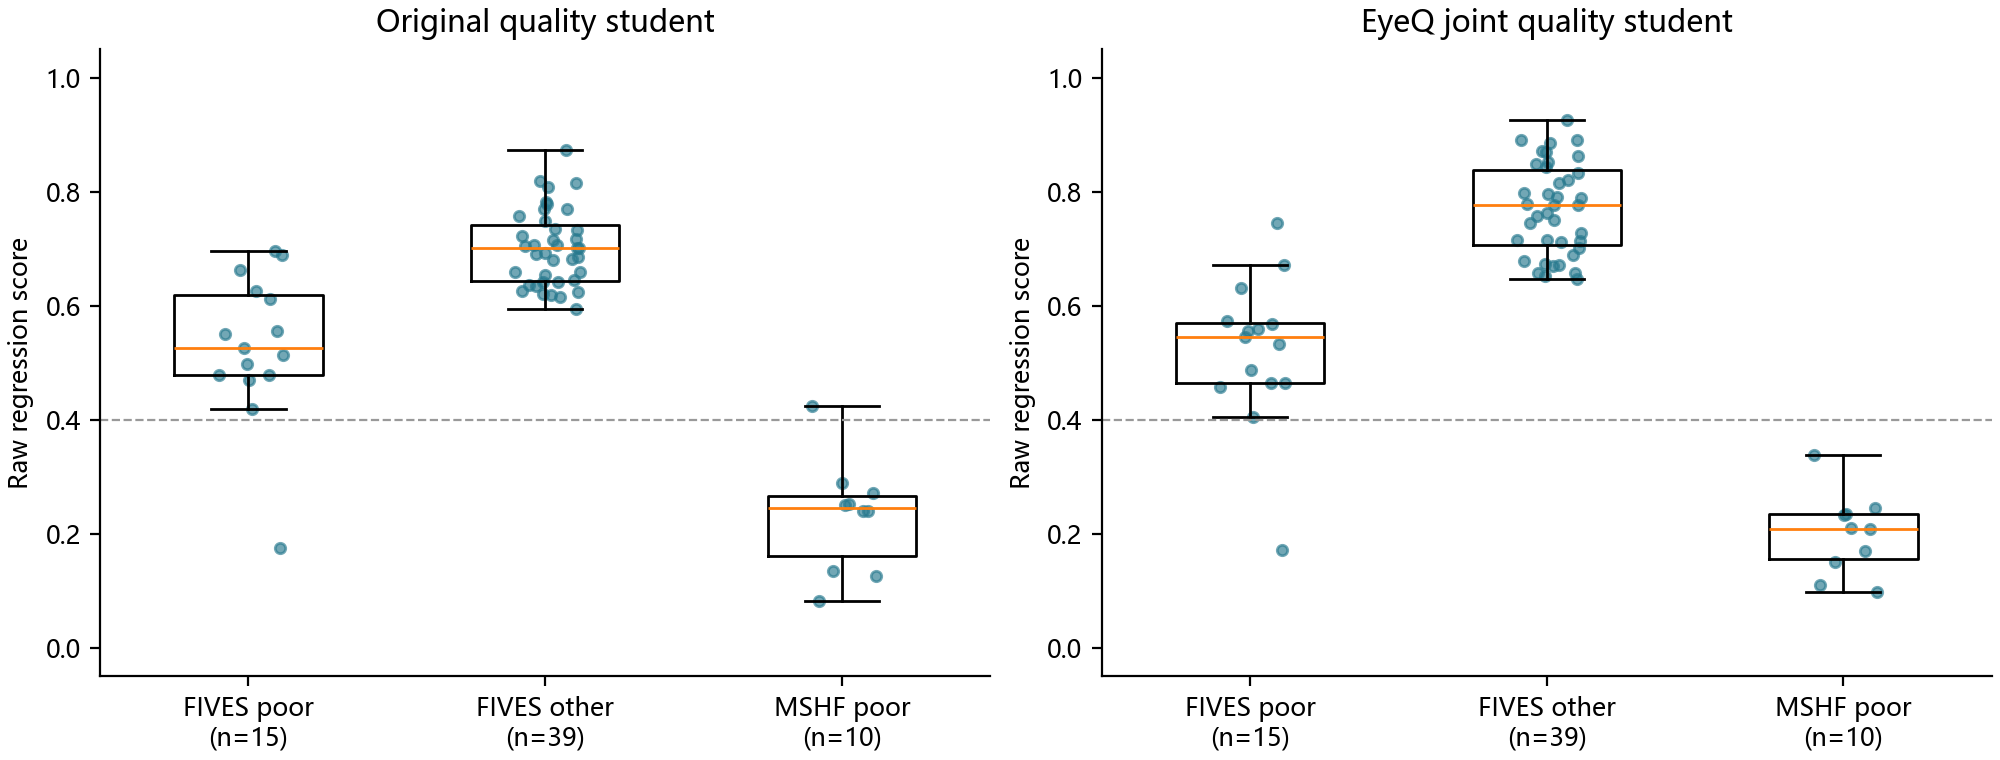 Original quality student
Raw regression score
1.0
0.8
0.6
0.4
0.2
0.0
FIVES poor
(n=15)
FIVES other
(n=39)
MSHF poor
(n=10)
EyeQ joint quality student
Raw regression score
1.0
0.8
0.6
0.4
0.2
0.0
FIVES poor
(n=15)
FIVES other
(n=39)
MSHF poor
(n=10)